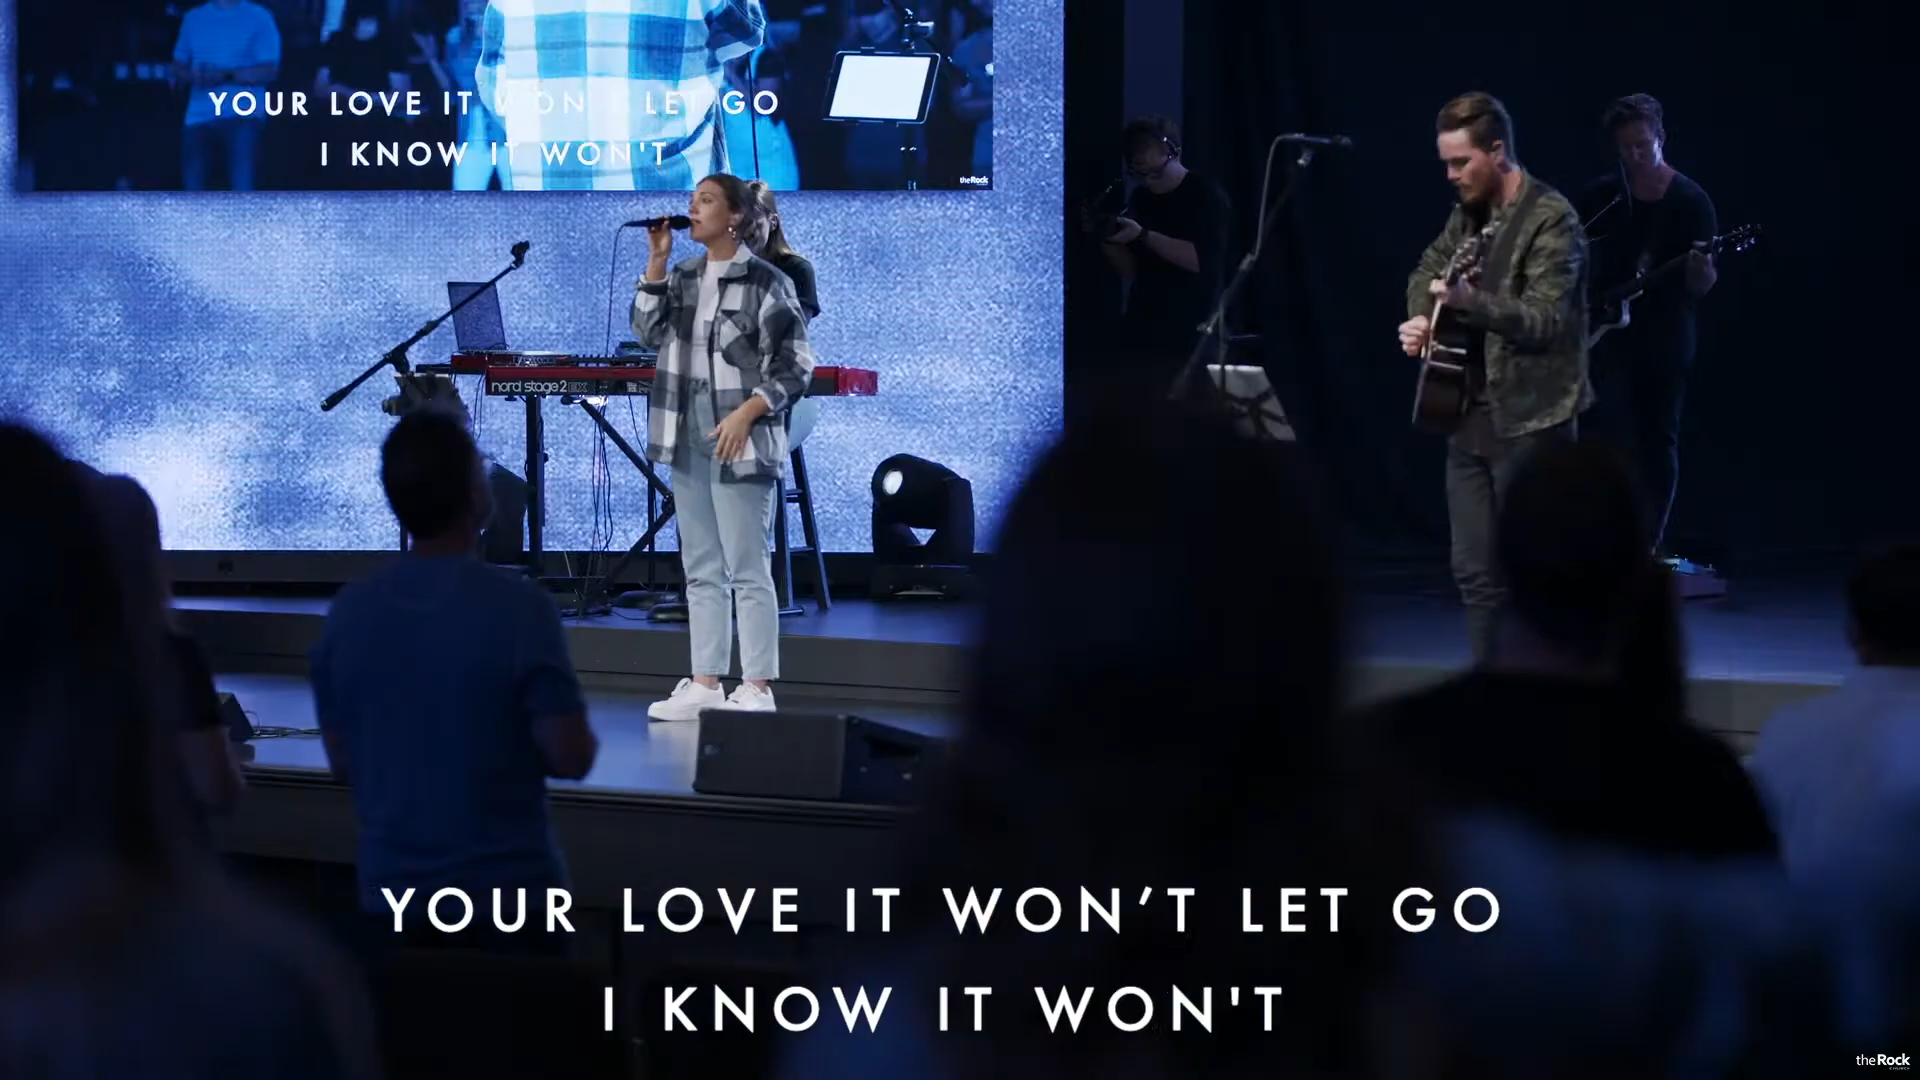 YOUR LOVE IT WON'T LET GO
I KNOW IT WON'T
theRock
nord stage 2 EX
YOUR LOVE IT WON’T LET GO
I KNOW IT WON'T
theRock
CHURCH